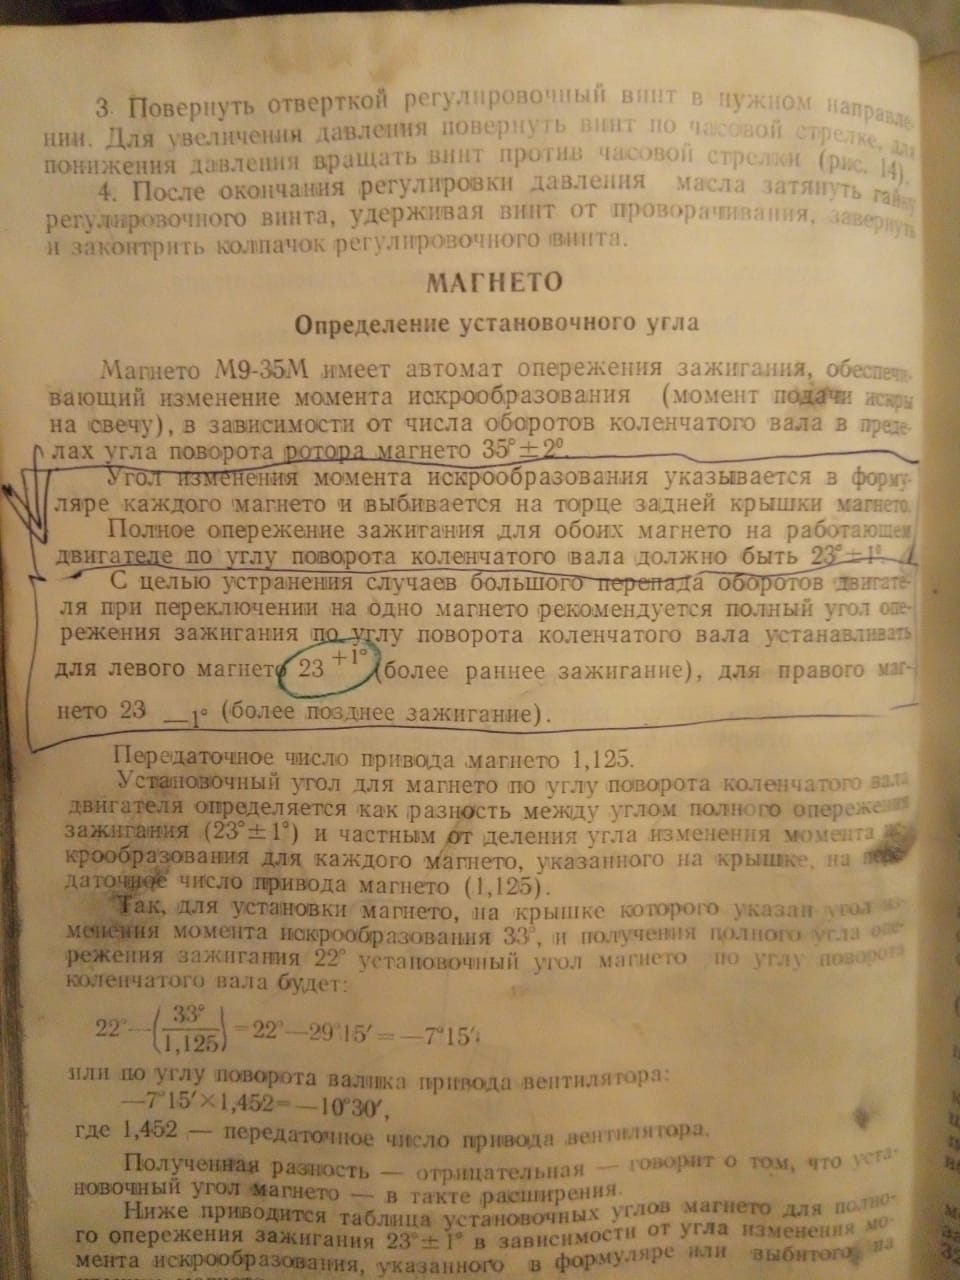 3. Повернуть отверткой регулировочный винт в нужном направле-
нии. Для увеличения давления повернуть винт по часовой стрелке, для
понижения давления вращать винт против часовой стрелки (рис. 14).
4. После окончания регулировки давления масла затянуть гайку
регулировочного винта, удерживая винт от проворачивания, завернуть
и законтрить колпачок регулировочного винта.
МАГНЕТО
Определение установочного угла
Магнето М9-35М имеет автомат опережения зажигания, обеспечи-
вающий изменение момента искрообразования (момент подачи искры
на свечу), в зависимости от числа оборотов коленчатого вала в преде-
лах угла поворота ротора магнето 35°±2°.
Угол изменения момента искрообразования указывается в форму-
ляре каждого магнето и выбивается на торце задней крышки магнето.
Полное опережение зажигания для обоих магнето на работающем
двигателе по углу поворота коленчатого вала должно быть 23°±1°.
С целью устранения случаев большого перепада оборотов двигате-
ля при переключении на одно магнето рекомендуется полный угол опе-
режения зажигания по углу поворота коленчатого вала устанавливать
для левого магнето 23 +1° (более раннее зажигание), для правого маг-
нето 23 —1° (более позднее зажигание).
Передаточное число привода магнето 1,125.
Установочный угол для магнето по углу поворота коленчатого вала
двигателя определяется как разность между углом полного опережения
зажигания (23°±1°) и частным от деления угла изменения момента ис-
крообразования для каждого магнето, указанного на крышке, на пере-
даточное число привода магнето (1,125).
Так, для установки магнето, на крышке которого указан угол из-
менения момента искрообразования 33°, и получения полного угла опе-
режения зажигания 22° установочный угол магнето по углу поворота
коленчатого вала будет:
22°—(33°/1,125)=22°—29°15′=—7°15′,
или по углу поворота валика привода вентилятора:
—7°15′×1,452=—10°30′,
где 1,452 — передаточное число привода вентилятора.
Полученная разность — отрицательная — говорит о том, что уста-
новочный угол магнето — в такте расширения.
Ниже приводится таблица установочных углов магнето для полно-
го опережения зажигания 23°±1° в зависимости от угла изменения мо-
мента искрообразования, указанного в формуляре или выбитого на